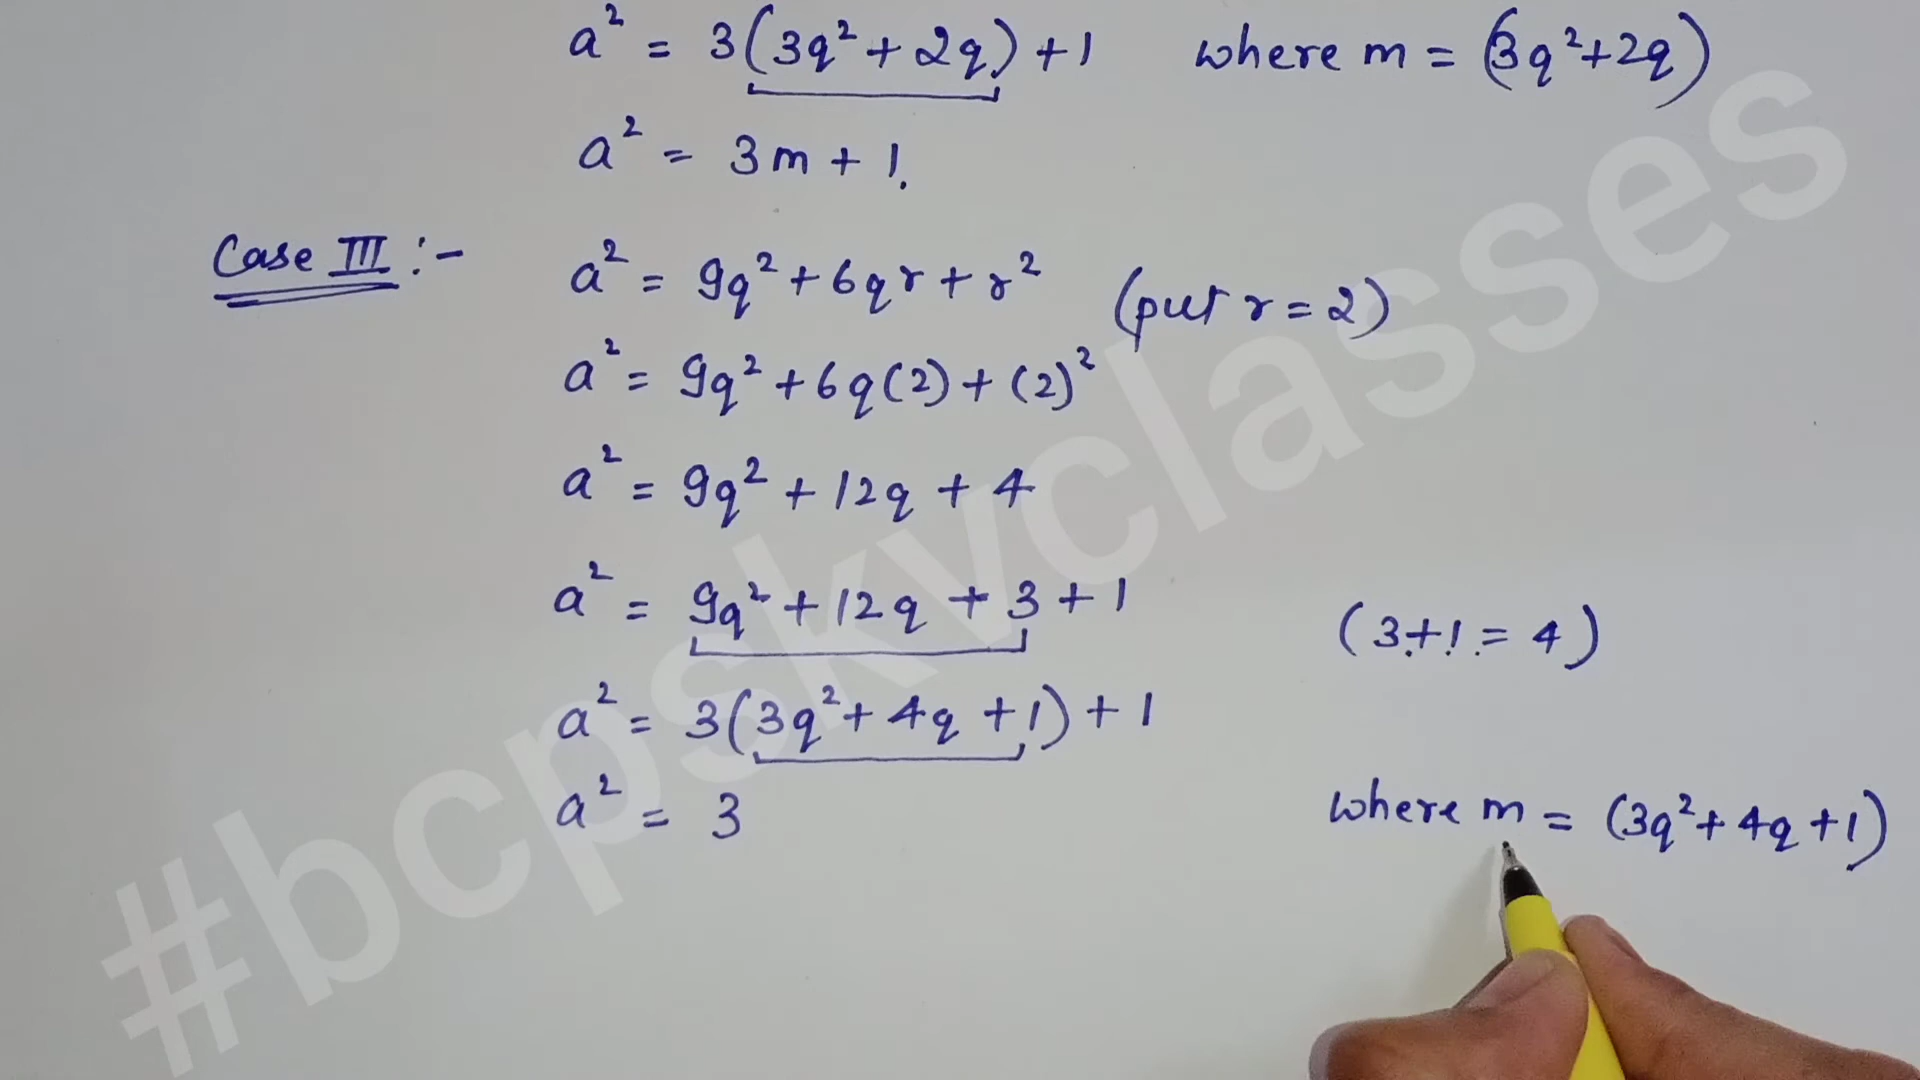 a² = 3(3q² + 2q) + 1 where m = (3q²+2q)
a² = 3m + 1.
Case III :- a² = 9q² + 6qr + r² (put r = 2)
a² = 9q² + 6q(2) + (2)²
a² = 9q² + 12q + 4
a² = 9q² + 12q + 3 + 1 (3+1 = 4)
a² = 3(3q² + 4q + 1) + 1
a² = 3 where m = (3q² + 4q + 1)
#bcpskvclasses